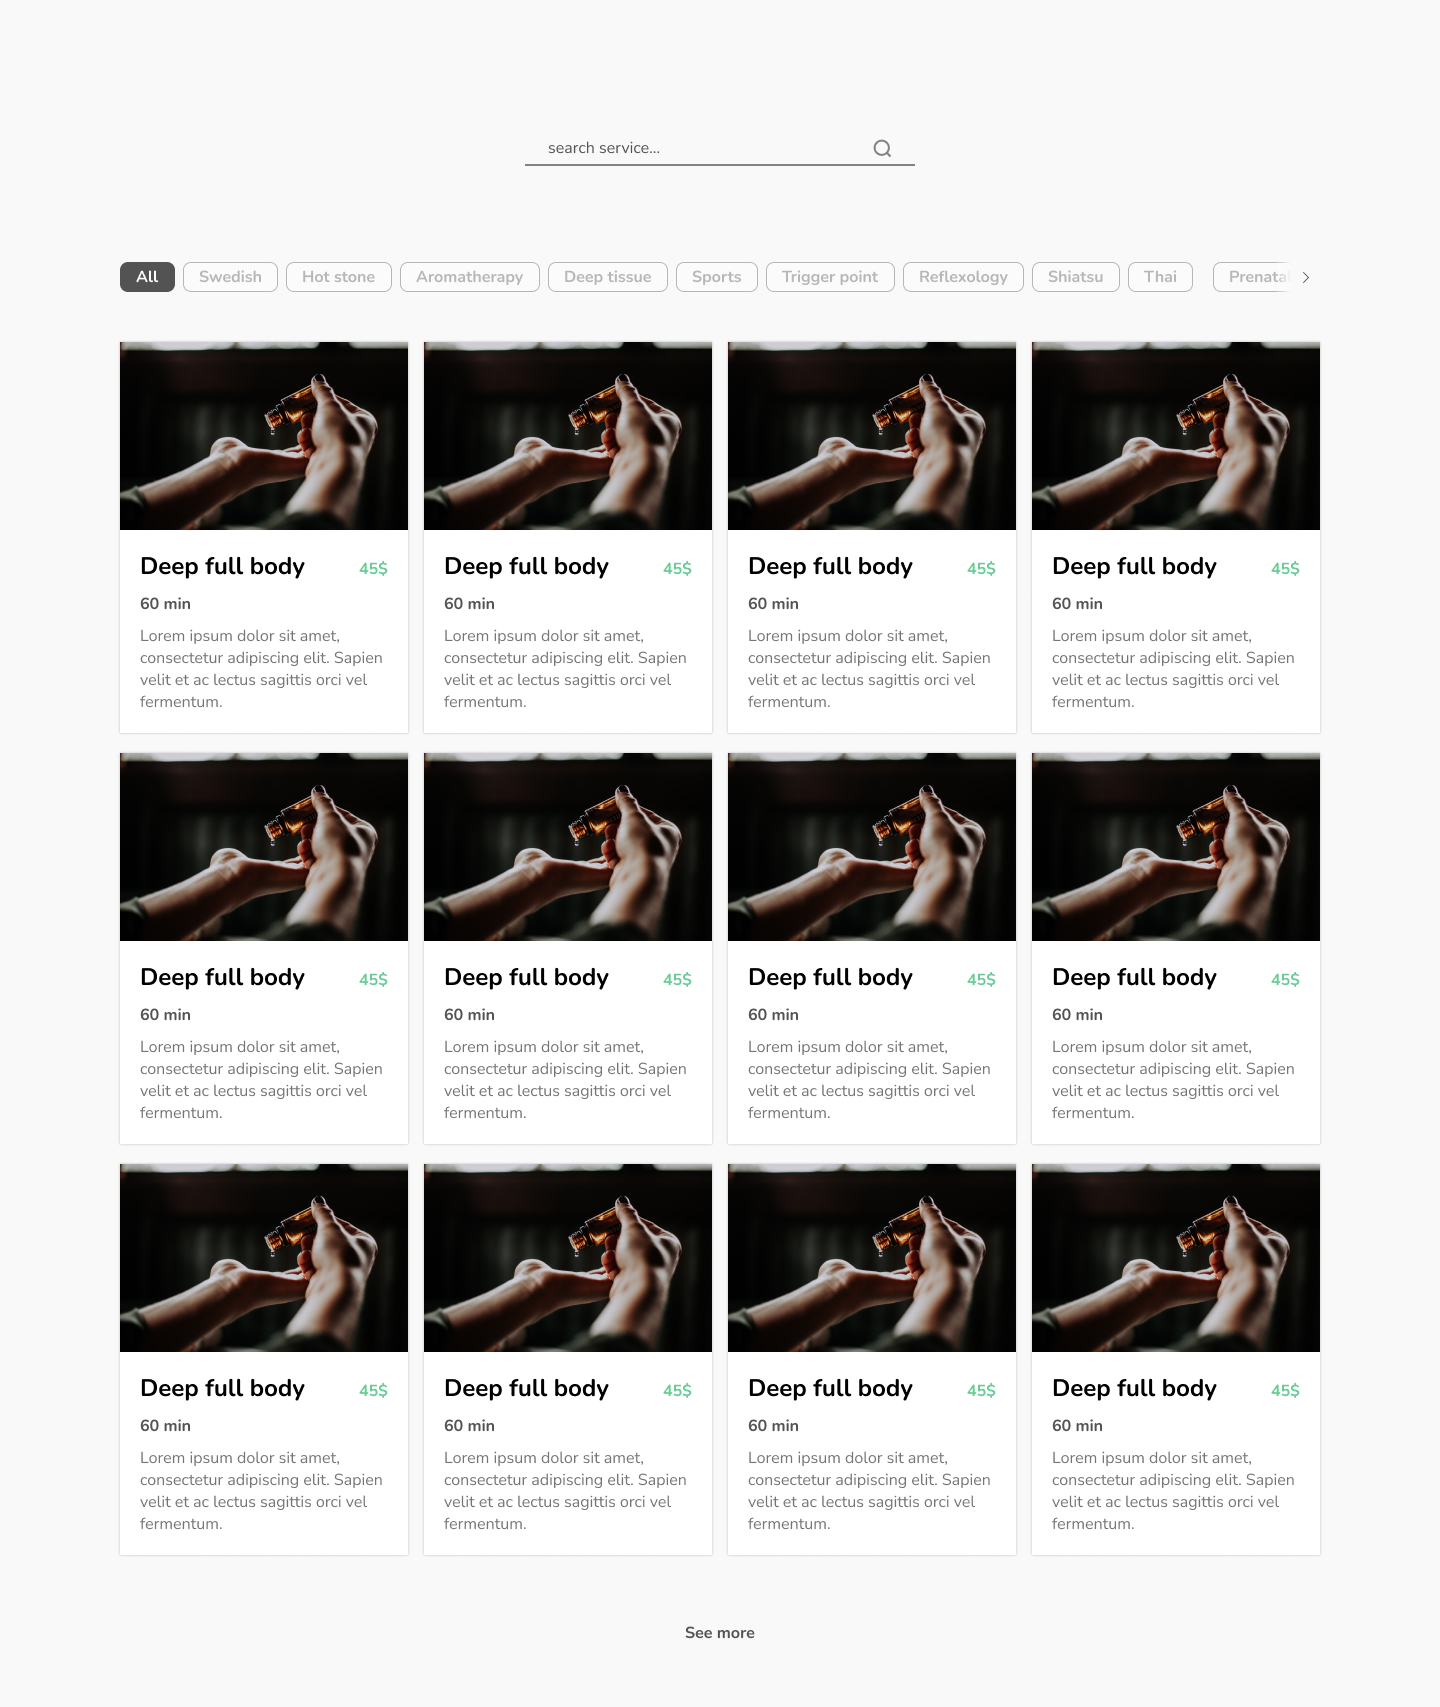 search service...
All Swedish Hot stone Aromatherapy Deep tissue Sports Trigger point Reflexology Shiatsu Thai Prenatal
Deep full body 45$
60 min
Lorem ipsum dolor sit amet,
consectetur adipiscing elit. Sapien
velit et ac lectus sagittis orci vel
fermentum.
Deep full body 45$
60 min
Lorem ipsum dolor sit amet,
consectetur adipiscing elit. Sapien
velit et ac lectus sagittis orci vel
fermentum.
Deep full body 45$
60 min
Lorem ipsum dolor sit amet,
consectetur adipiscing elit. Sapien
velit et ac lectus sagittis orci vel
fermentum.
Deep full body 45$
60 min
Lorem ipsum dolor sit amet,
consectetur adipiscing elit. Sapien
velit et ac lectus sagittis orci vel
fermentum.
Deep full body 45$
60 min
Lorem ipsum dolor sit amet,
consectetur adipiscing elit. Sapien
velit et ac lectus sagittis orci vel
fermentum.
Deep full body 45$
60 min
Lorem ipsum dolor sit amet,
consectetur adipiscing elit. Sapien
velit et ac lectus sagittis orci vel
fermentum.
Deep full body 45$
60 min
Lorem ipsum dolor sit amet,
consectetur adipiscing elit. Sapien
velit et ac lectus sagittis orci vel
fermentum.
Deep full body 45$
60 min
Lorem ipsum dolor sit amet,
consectetur adipiscing elit. Sapien
velit et ac lectus sagittis orci vel
fermentum.
Deep full body 45$
60 min
Lorem ipsum dolor sit amet,
consectetur adipiscing elit. Sapien
velit et ac lectus sagittis orci vel
fermentum.
Deep full body 45$
60 min
Lorem ipsum dolor sit amet,
consectetur adipiscing elit. Sapien
velit et ac lectus sagittis orci vel
fermentum.
Deep full body 45$
60 min
Lorem ipsum dolor sit amet,
consectetur adipiscing elit. Sapien
velit et ac lectus sagittis orci vel
fermentum.
Deep full body 45$
60 min
Lorem ipsum dolor sit amet,
consectetur adipiscing elit. Sapien
velit et ac lectus sagittis orci vel
fermentum.
See more